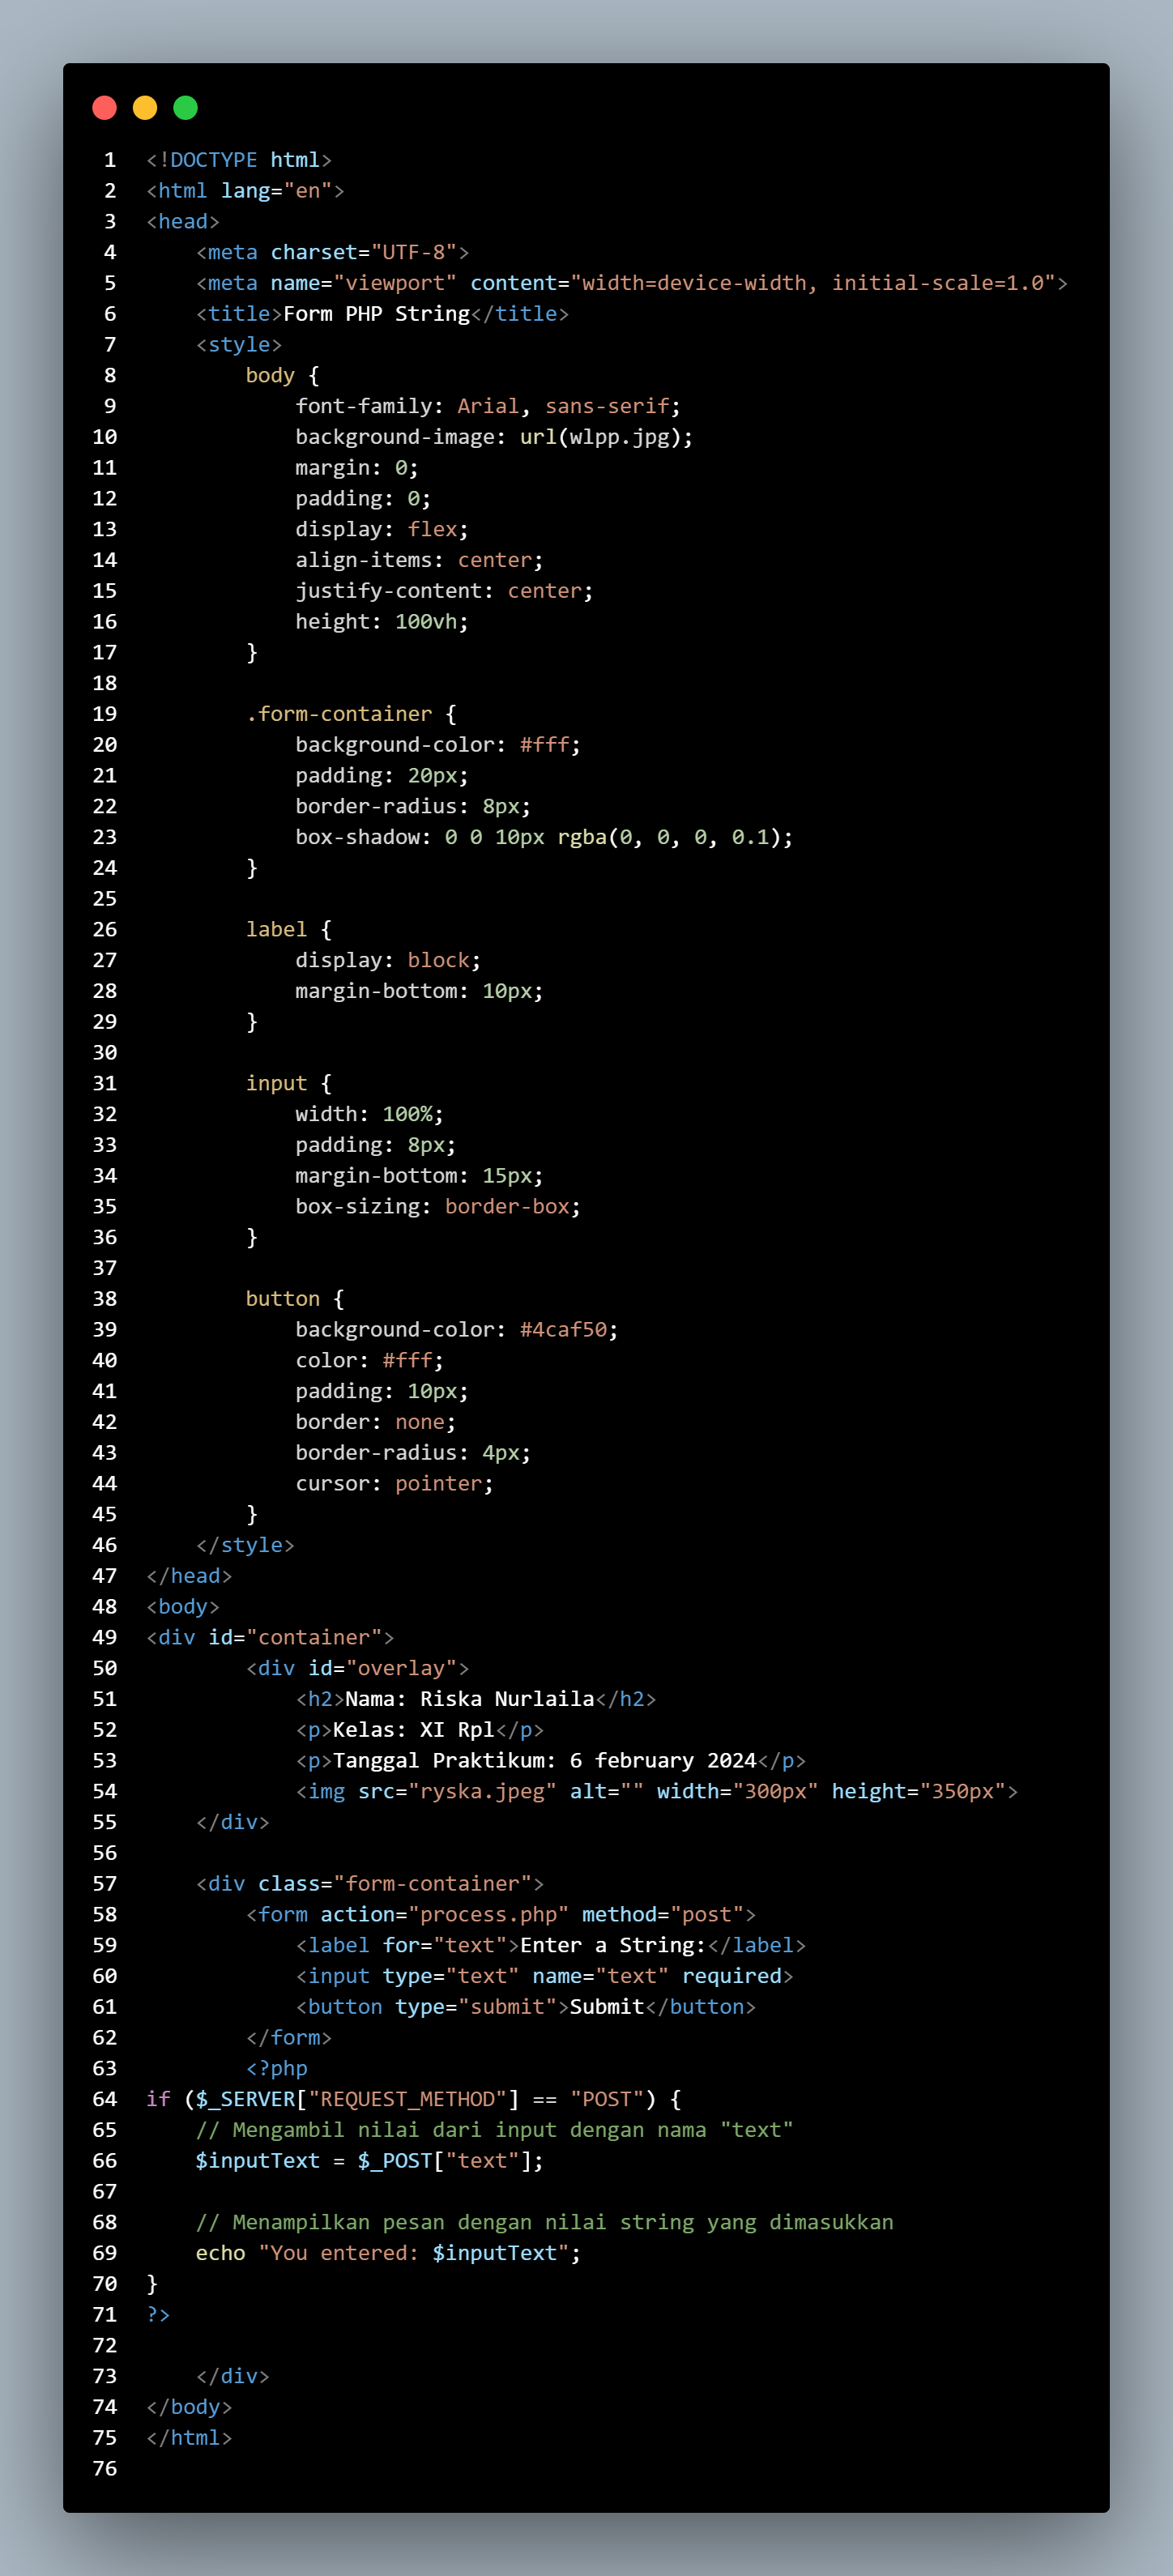 1 <!DOCTYPE html>
2 <html lang="en">
3 <head>
4     <meta charset="UTF-8">
5     <meta name="viewport" content="width=device-width, initial-scale=1.0">
6     <title>Form PHP String</title>
7     <style>
8         body {
9             font-family: Arial, sans-serif;
10             background-image: url(wlpp.jpg);
11             margin: 0;
12             padding: 0;
13             display: flex;
14             align-items: center;
15             justify-content: center;
16             height: 100vh;
17         }
18
19         .form-container {
20             background-color: #fff;
21             padding: 20px;
22             border-radius: 8px;
23             box-shadow: 0 0 10px rgba(0, 0, 0, 0.1);
24         }
25
26         label {
27             display: block;
28             margin-bottom: 10px;
29         }
30
31         input {
32             width: 100%;
33             padding: 8px;
34             margin-bottom: 15px;
35             box-sizing: border-box;
36         }
37
38         button {
39             background-color: #4caf50;
40             color: #fff;
41             padding: 10px;
42             border: none;
43             border-radius: 4px;
44             cursor: pointer;
45         }
46     </style>
47 </head>
48 <body>
49 <div id="container">
50         <div id="overlay">
51             <h2>Nama: Riska Nurlaila</h2>
52             <p>Kelas: XI Rpl</p>
53             <p>Tanggal Praktikum: 6 february 2024</p>
54             <img src="ryska.jpeg" alt="" width="300px" height="350px">
55     </div>
56
57     <div class="form-container">
58         <form action="process.php" method="post">
59             <label for="text">Enter a String:</label>
60             <input type="text" name="text" required>
61             <button type="submit">Submit</button>
62         </form>
63         <?php
64 if ($_SERVER["REQUEST_METHOD"] == "POST") {
65     // Mengambil nilai dari input dengan nama "text"
66     $inputText = $_POST["text"];
67
68     // Menampilkan pesan dengan nilai string yang dimasukkan
69     echo "You entered: $inputText";
70 }
71 ?>
72
73     </div>
74 </body>
75 </html>
76